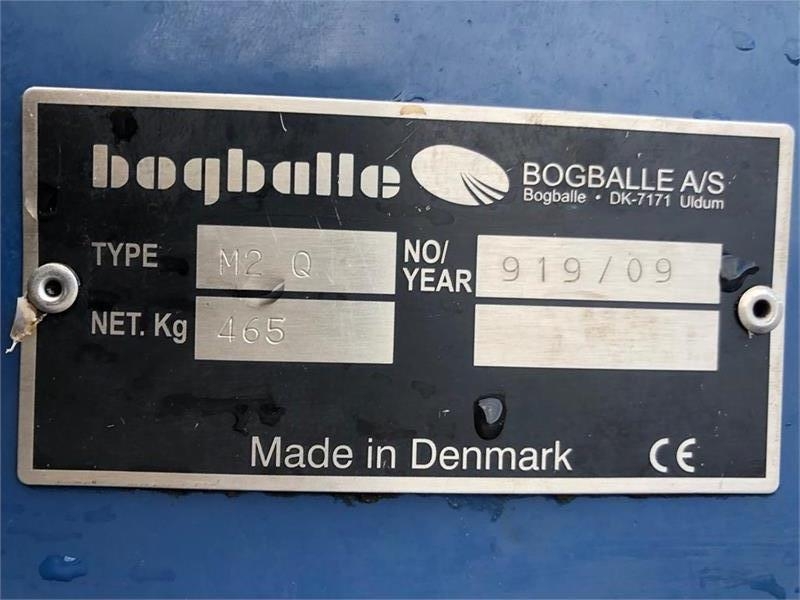 bogballe BOGBALLE A/S
Bogballe • DK-7171 Uldum
TYPE M2 Q NO/ YEAR 919/09
NET. Kg 465
Made in Denmark CE